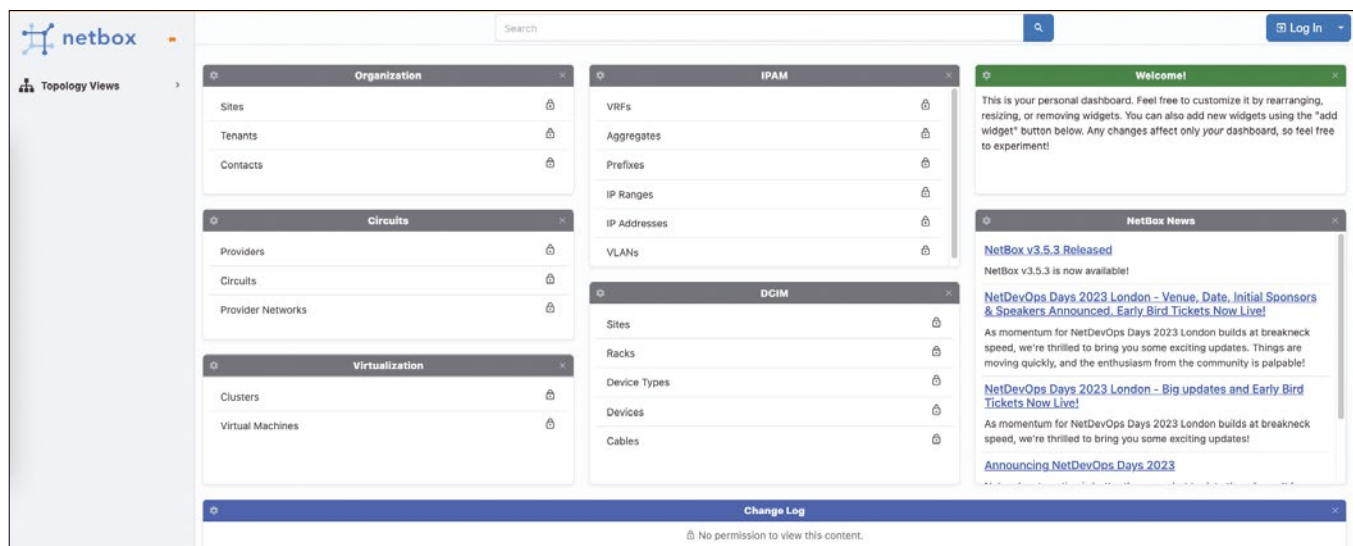 netbox
Search
Log In
Topology Views
Organization
Sites
Tenants
Contacts
Circuits
Providers
Circuits
Provider Networks
Virtualization
Clusters
Virtual Machines
IPAM
VRFs
Aggregates
Prefixes
IP Ranges
IP Addresses
VLANs
DCIM
Sites
Racks
Device Types
Devices
Cables
Welcome!
This is your personal dashboard. Feel free to customize it by rearranging,
resizing, or removing widgets. You can also add new widgets using the "add
widget" button below. Any changes affect only your dashboard, so feel free
to experiment!
NetBox News
NetBox v3.5.3 Released
NetBox v3.5.3 is now available!
NetDevOps Days 2023 London - Venue, Date, Initial Sponsors
& Speakers Announced. Early Bird Tickets Now Live!
As momentum for NetDevOps Days 2023 London builds at breakneck
speed, we're thrilled to bring you some exciting updates. Things are
moving quickly, and the enthusiasm from the community is palpable!
NetDevOps Days 2023 London - Big updates and Early Bird
Tickets Now Live!
As momentum for NetDevOps Days 2023 London builds at breakneck
speed, we're thrilled to bring you some exciting updates!
Announcing NetDevOps Days 2023
Change Log
No permission to view this content.